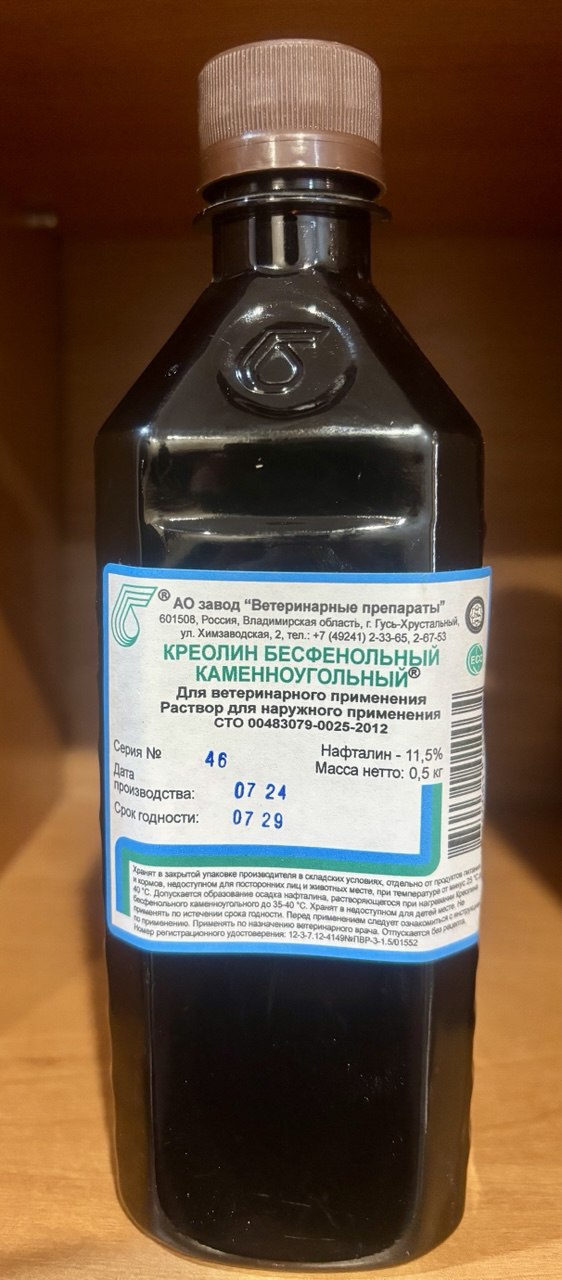 ® АО завод "Ветеринарные препараты"
601508, Россия, Владимирская область, г. Гусь-Хрустальный,
ул. Химзаводская, 2, тел.: +7 (49241) 2-33-65, 2-67-53
КРЕОЛИН БЕСФЕНОЛЬНЫЙ
КАМЕННОУГОЛЬНЫЙ®
Для ветеринарного применения
Раствор для наружного применения
СТО 00483079-0025-2012
Серия № 46
Дата
производства: 07 24
Срок годности: 07 29
Нафталин - 11,5%
Масса нетто: 0,5 кг
ECO
Хранят в закрытой упаковке производителя в складских условиях, отдельно от продуктов питания
и кормов, недоступном для посторонних лиц и животных месте, при температуре от минус 25 °С
40 °С. Допускается образование осадка нафталина, растворяющегося при нагревании Креолина
бесфенольного каменноугольного до 35-40 °С. Хранят в недоступном для детей месте. Не
применять по истечении срока годности. Перед применением следует ознакомиться с инструкцией
по применению. Применять по назначению ветеринарного врача. Отпускается без рецепта.
Номер регистрационного удостоверения: 12-3-7.12-4149№ПВР-3-1.5/01552